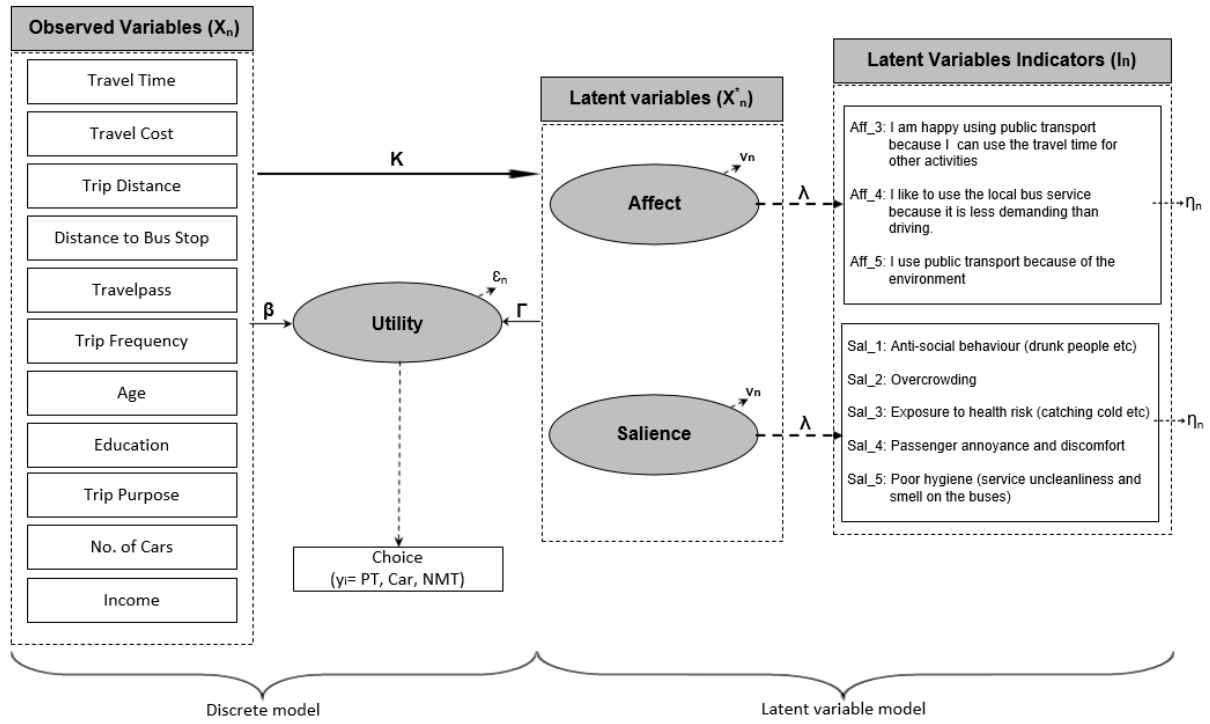 Observed Variables (Xn)
Travel Time
Travel Cost
Trip Distance
Distance to Bus Stop
Travelpass
Trip Frequency
Age
Education
Trip Purpose
No. of Cars
Income
K
β
Utility
εn
Γ
Choice
(yi= PT, Car, NMT)
Latent variables (X*n)
Affect
νn
λ
Salience
νn
λ
Latent Variables Indicators (In)
Aff_3: I am happy using public transport
because I can use the travel time for
other activities
Aff_4: I like to use the local bus service
because it is less demanding than
driving.
Aff_5: I use public transport because of the
environment
ηn
Sal_1: Anti-social behaviour (drunk people etc)
Sal_2: Overcrowding
Sal_3: Exposure to health risk (catching cold etc)
Sal_4: Passenger annoyance and discomfort
Sal_5: Poor hygiene (service uncleanliness and
smell on the buses)
ηn
Discrete model
Latent variable model